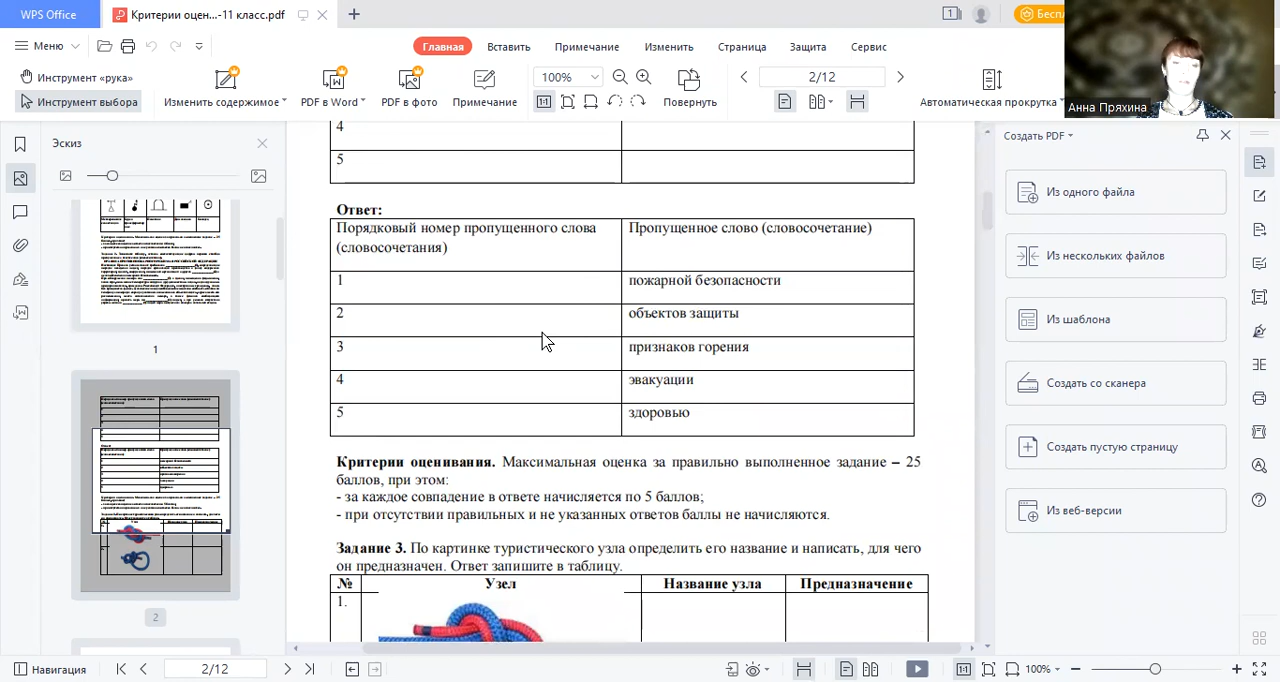 WPS Office
Критерии оцен...-11 класс.pdf
1
Бесп
Меню
Главная
Вставить
Примечание
Изменить
Страница
Защита
Сервис
Инструмент «рука»
Инструмент выбора
Изменить содержимое
PDF в Word
PDF в фото
Примечание
100%
2/12
Повернуть
Автоматическая прокрутка
Анна Пряхина
Эскиз
1
2
4
5
Ответ:
Порядковый номер пропущенного слова (словосочетания)
Пропущенное слово (словосочетание)
1 пожарной безопасности
2 объектов защиты
3 признаков горения
4 эвакуации
5 здоровью
Критерии оценивания. Максимальная оценка за правильно выполненное задание – 25
баллов, при этом:
- за каждое совпадение в ответе начисляется по 5 баллов;
- при отсутствии правильных и не указанных ответов баллы не начисляются.
Задание 3. По картинке туристического узла определить его название и написать, для чего
он предназначен. Ответ запишите в таблицу.
№ Узел Название узла Предназначение
1.
Создать PDF
Из одного файла
Из нескольких файлов
Из шаблона
Создать со сканера
Создать пустую страницу
Из веб-версии
Навигация
2/12
100%